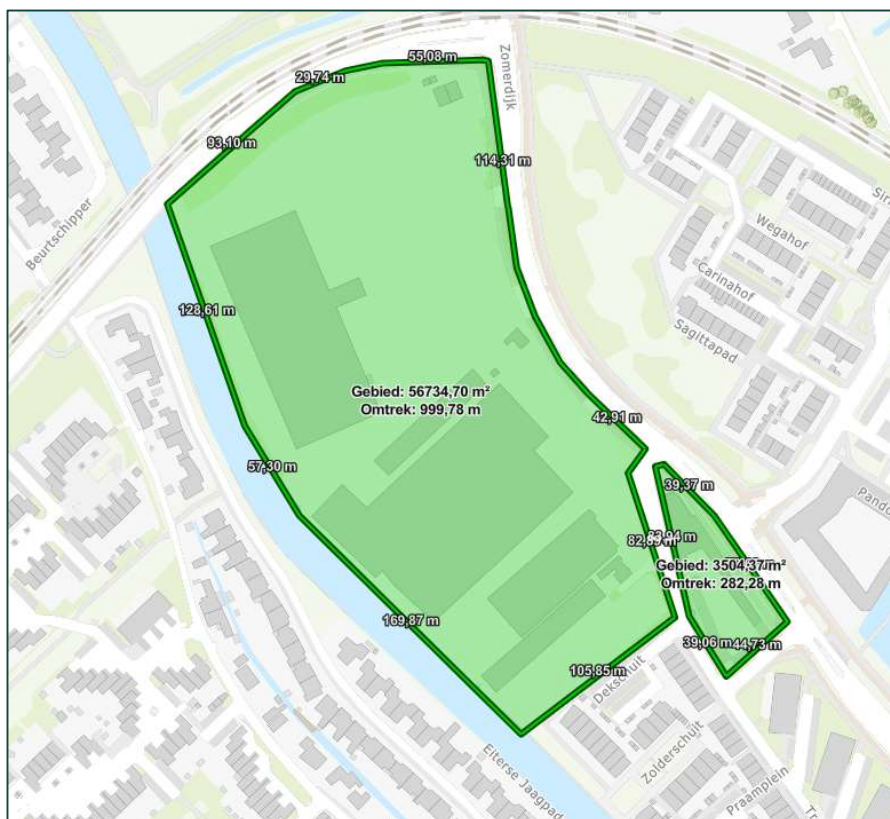 55,08 m
29,74 m
Zomerdijk
93,10 m
114,31 m
Beurtschipper
Wegahof
Carinahof
Sagittapad
128,61 m
Gebied: 56734,70 m²
Omtrek: 999,78 m
42,91 m
57,30 m
39,37 m
82,89 m
Gebied: 3504,37 m²
Omtrek: 282,28 m
169,87 m
39,06 m
44,73 m
105,85 m
Dekschuit
Zolderschuit
Eiterse Jaagpad
Praamplein